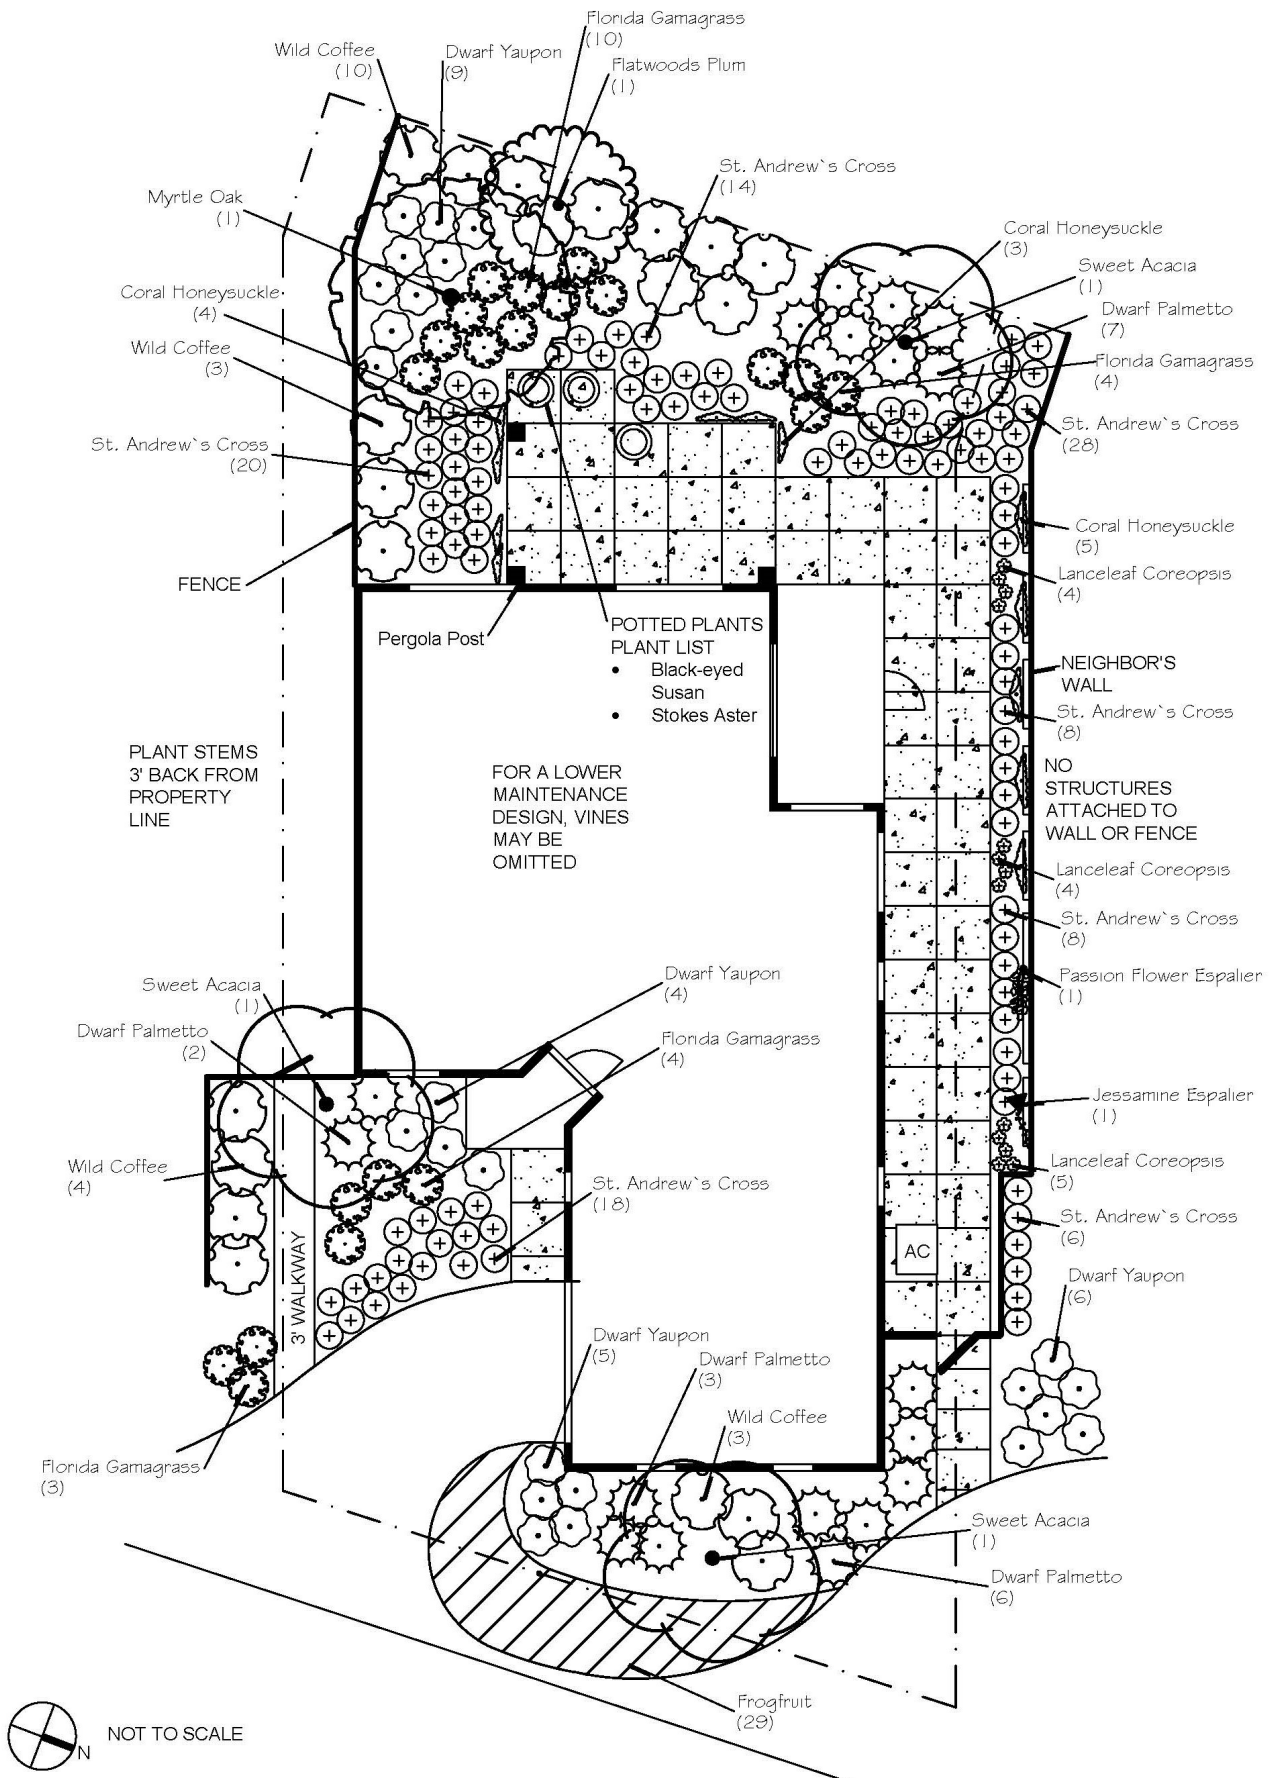 Florida Gamagrass
(10)
Wild Coffee
(10)
Dwarf Yaupon
(9)
Flatwoods Plum
(1)
St. Andrew`s Cross
(14)
Myrtle Oak
(1)
Coral Honeysuckle
(3)
Sweet Acacia
(1)
Coral Honeysuckle
(4)
Dwarf Palmetto
(7)
Wild Coffee
(3)
Florida Gamagrass
(4)
St. Andrew`s Cross
(20)
St. Andrew`s Cross
(28)
Coral Honeysuckle
(5)
FENCE
Lanceleaf Coreopsis
(4)
Pergola Post
POTTED PLANTS
PLANT LIST
• Black-eyed
Susan
• Stokes Aster
NEIGHBOR'S
WALL
St. Andrew`s Cross
(8)
PLANT STEMS
3' BACK FROM
PROPERTY
LINE
FOR A LOWER
MAINTENANCE
DESIGN, VINES
MAY BE
OMITTED
NO
STRUCTURES
ATTACHED TO
WALL OR FENCE
Lanceleaf Coreopsis
(4)
St. Andrew`s Cross
(8)
Sweet Acacia
(1)
Dwarf Yaupon
(4)
Passion Flower Espalier
(1)
Dwarf Palmetto
(2)
Florida Gamagrass
(4)
Jessamine Espalier
(1)
Wild Coffee
(4)
St. Andrew`s Cross
(18)
Lanceleaf Coreopsis
(5)
St. Andrew`s Cross
(6)
AC
3' WALKWAY
Dwarf Yaupon
(6)
Dwarf Yaupon
(5)
Dwarf Palmetto
(3)
Wild Coffee
(3)
Florida Gamagrass
(3)
Sweet Acacia
(1)
Dwarf Palmetto
(6)
Frogfruit
(29)
N
NOT TO SCALE